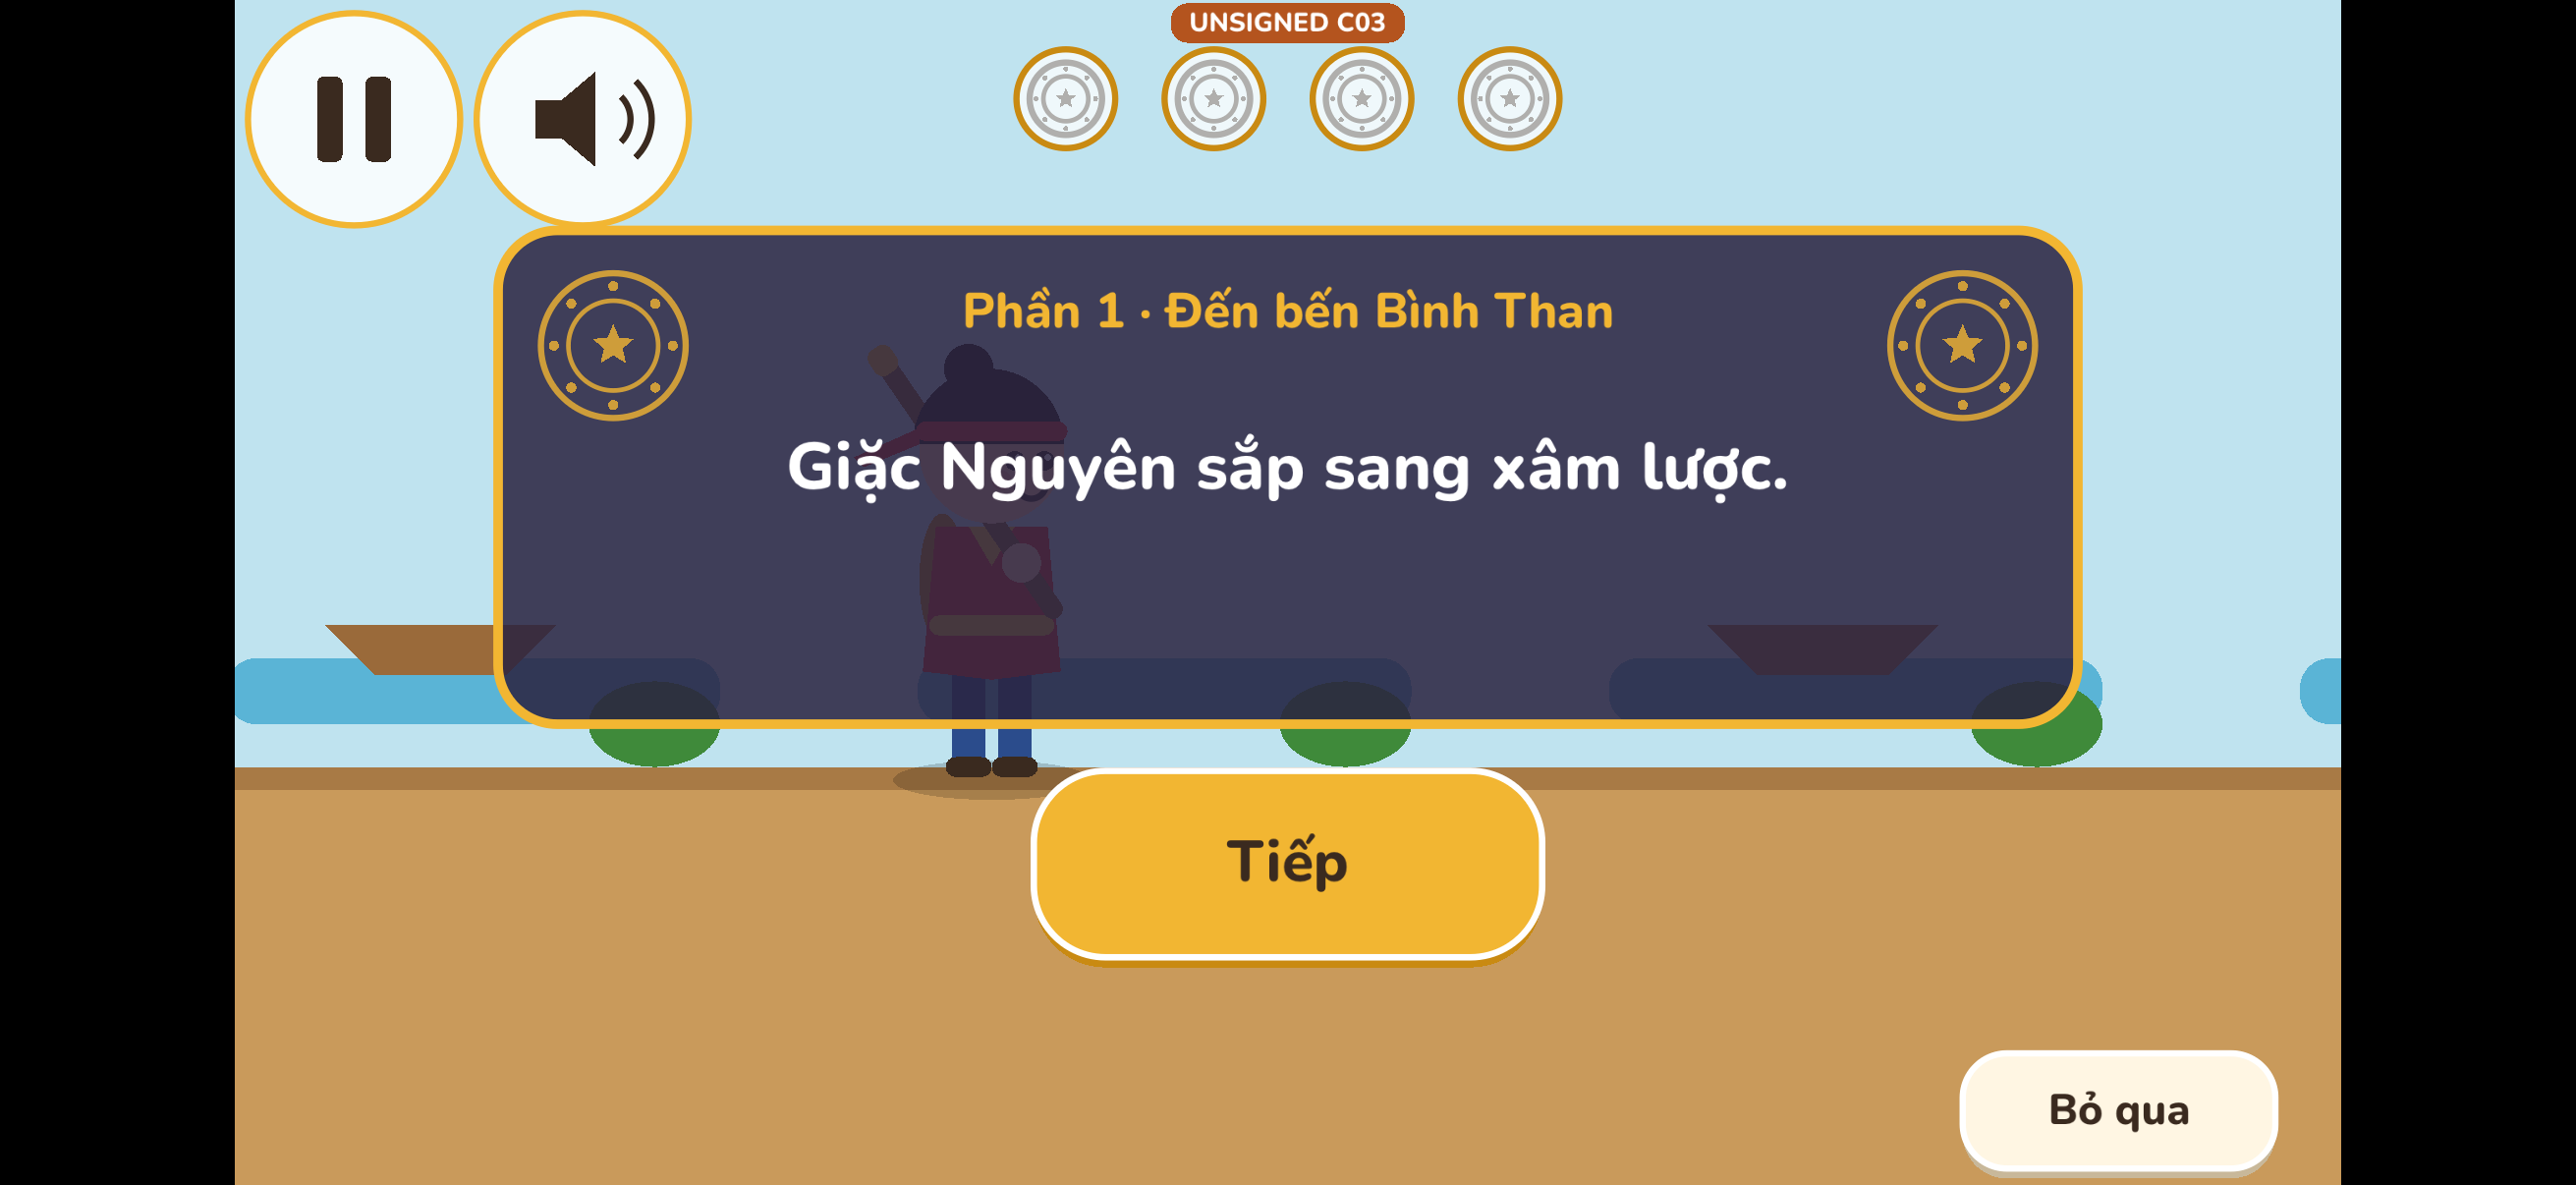 UNSIGNED C03
Phần 1 · Đến bến Bình Than
Giặc Nguyên sắp sang xâm lược.
Tiếp
Bỏ qua